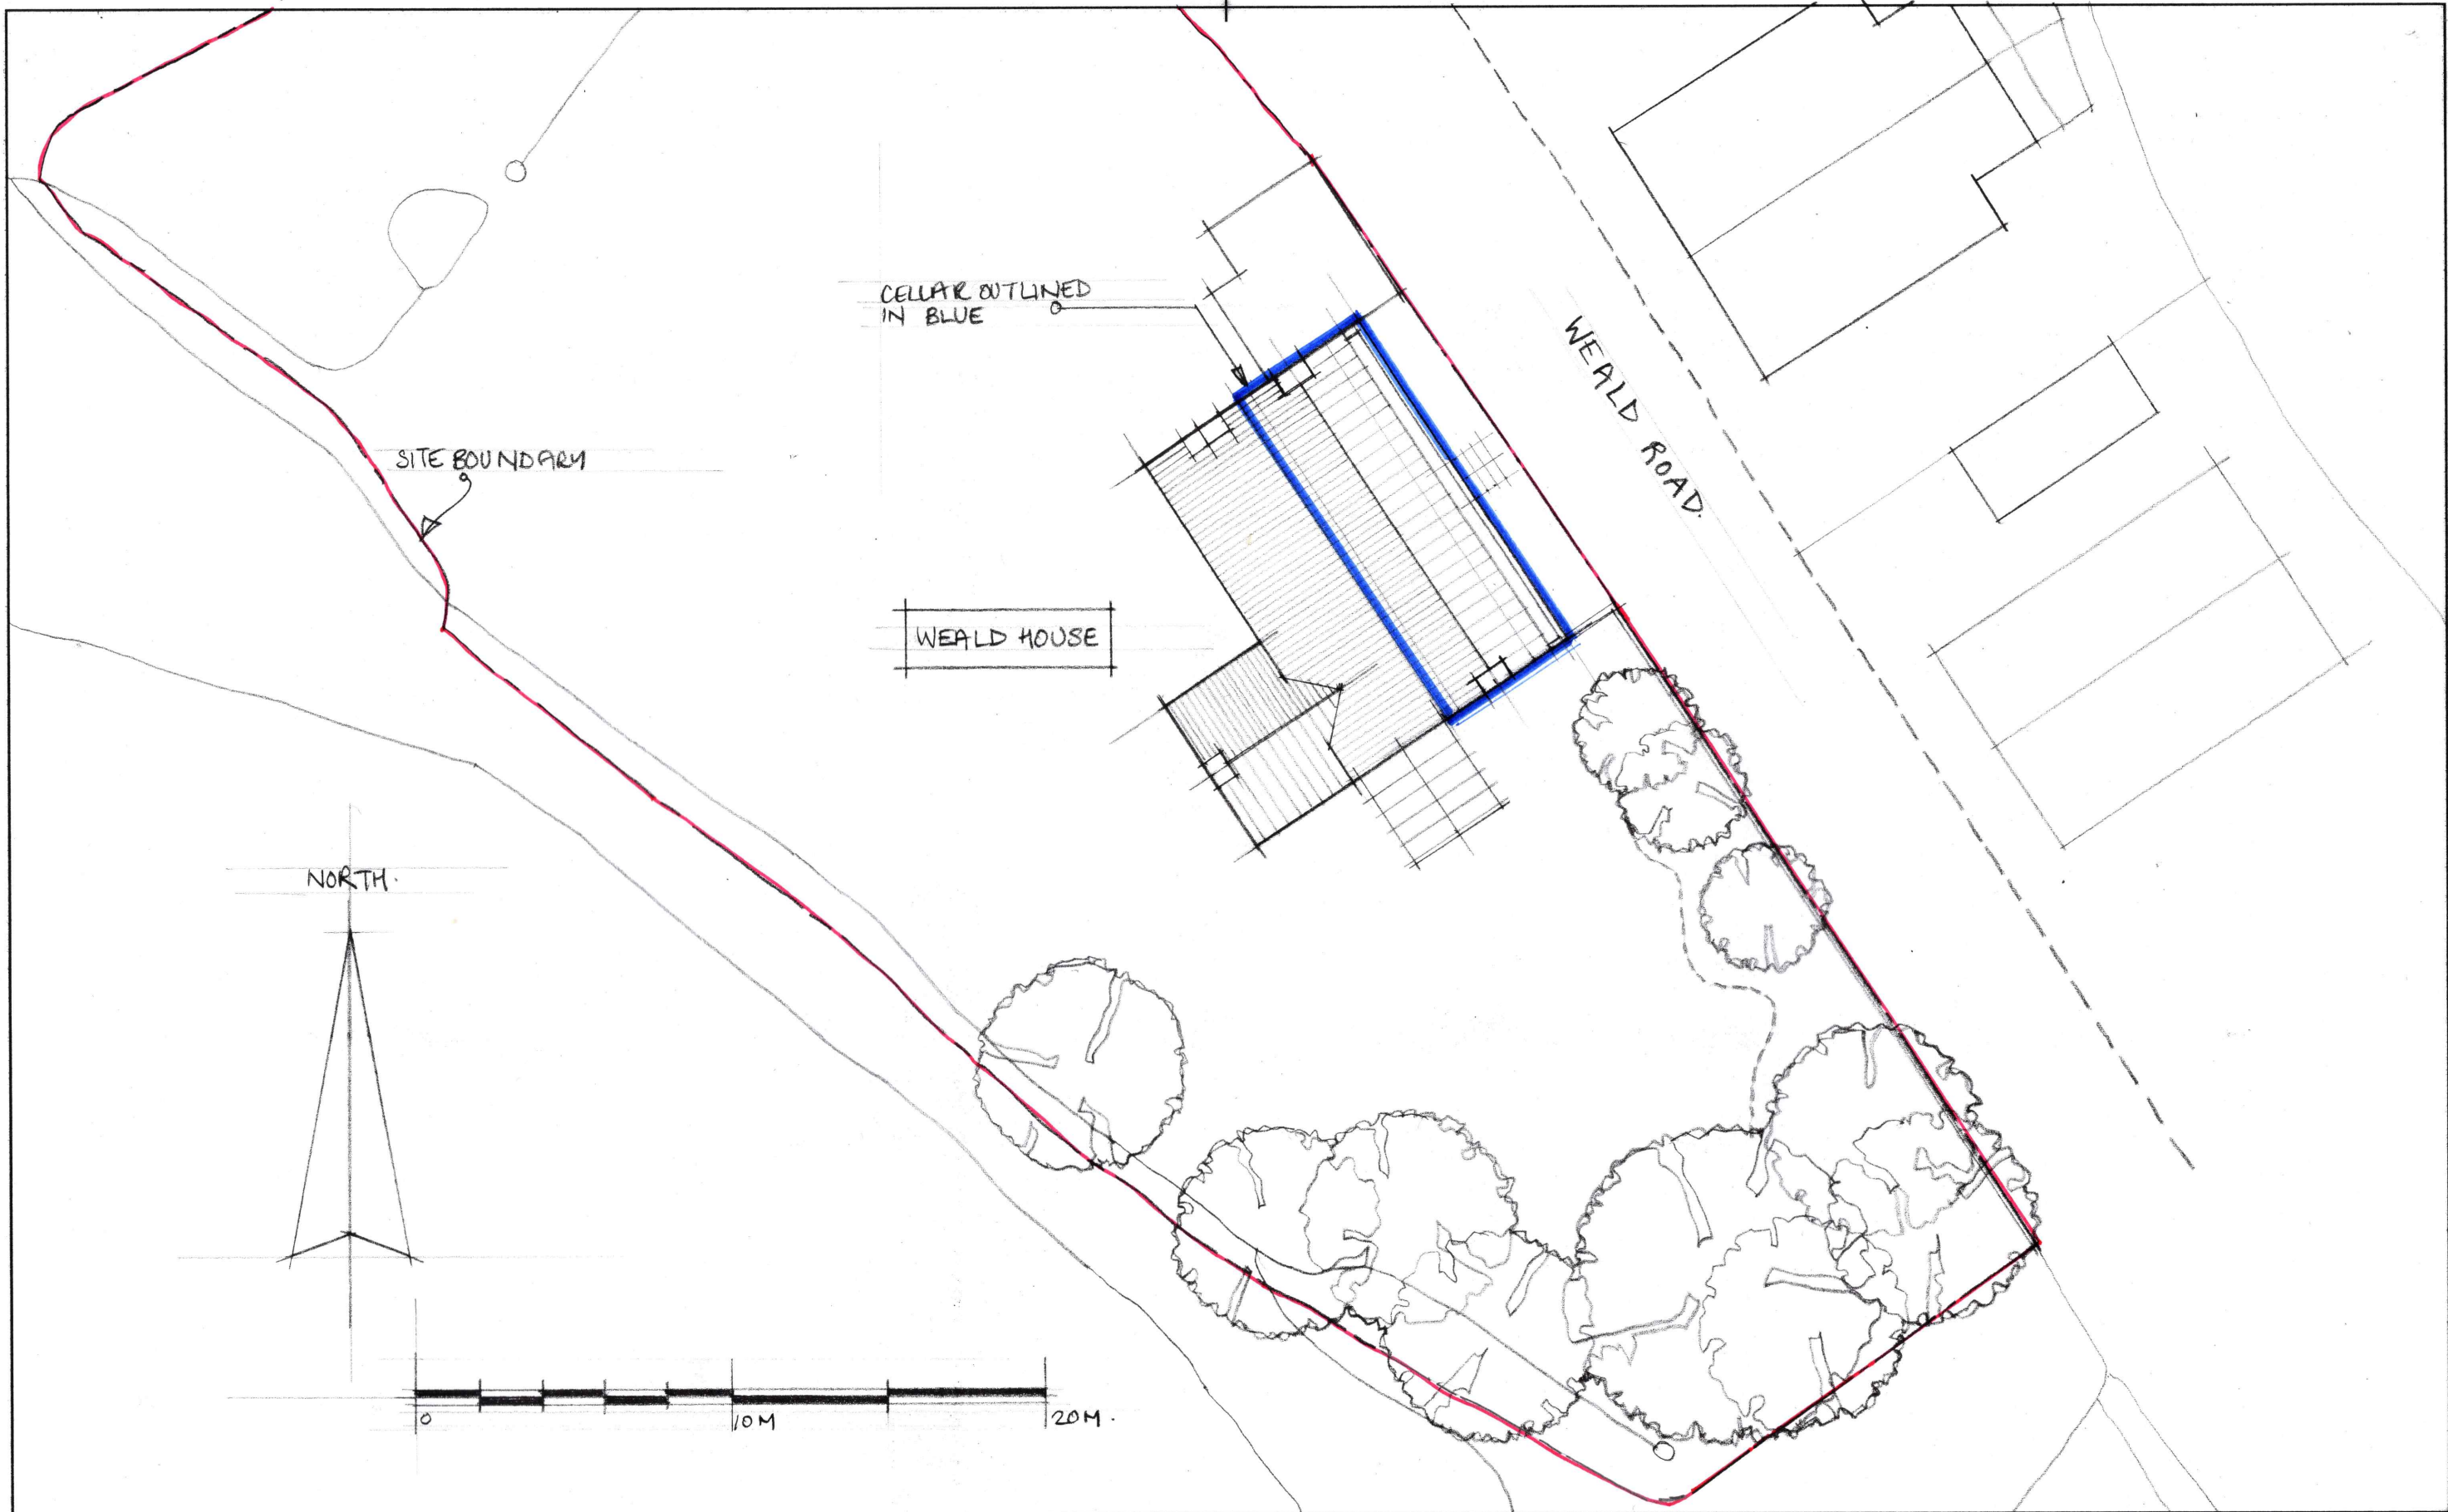 CELLAR OUTLINED
IN BLUE
WEALD ROAD.
SITE BOUNDARY
WEALD HOUSE
NORTH.
0 10M 20M.